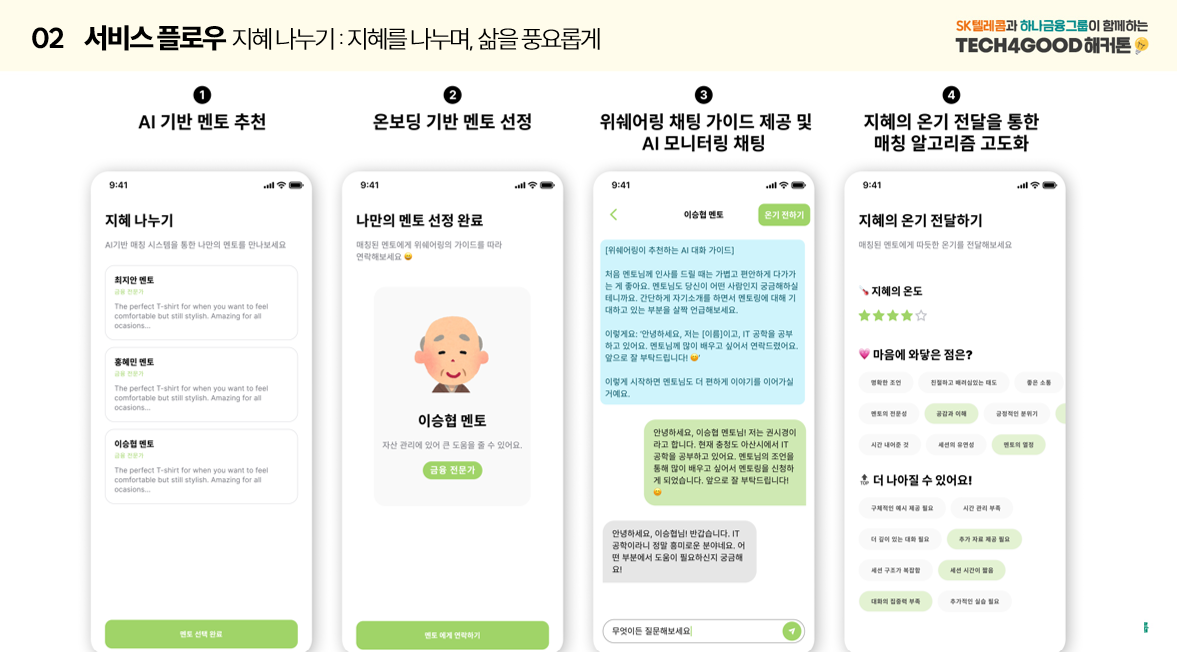 02 서비스 플로우 지혜 나누기 : 지혜를 나누며, 삶을 풍요롭게
SK텔레콤과 하나금융그룹이 함께하는
TECH4GOOD해커톤
1
AI 기반 멘토 추천
9:41
지혜 나누기
AI기반 매칭 시스템을 통한 나만의 멘토를 만나보세요
최지안 멘토
금융 전문가
The perfect T-shirt for when you want to feel
comfortable but still stylish. Amazing for all
ocasions...
홍혜민 멘토
금융 전문가
The perfect T-shirt for when you want to feel
comfortable but still stylish. Amazing for all
ocasions...
이승협 멘토
금융 전문가
The perfect T-shirt for when you want to feel
comfortable but still stylish. Amazing for all
ocasions...
멘토 선택 완료
2
온보딩 기반 멘토 선정
9:41
나만의 멘토 선정 완료
매칭된 멘토에게 위쉐어링의 가이드를 따라
연락해보세요 😄
이승협 멘토
자산 관리에 있어 큰 도움을 줄 수 있어요.
금융 전문가
멘토 에게 연락하기
3
위쉐어링 채팅 가이드 제공 및
AI 모니터링 채팅
9:41
이승협 멘토
온기 전하기
[위쉐어링이 추천하는 AI 대화 가이드]
처음 멘토님께 인사를 드릴 때는 가볍고 편안하게 다가가
는 게 좋아요. 멘토님도 당신이 어떤 사람인지 궁금해하실
테니까요. 간단하게 자기소개를 하면서 멘토링에 대해 기
대하고 있는 부분을 살짝 언급해보세요.
이렇게요: '안녕하세요, 저는 [이름]이고, IT 공학을 공부
하고 있어요. 멘토님께 많이 배우고 싶어서 연락드렸어요.
앞으로 잘 부탁드립니다! 😊'
이렇게 시작하면 멘토님도 더 편하게 이야기를 이어가실
거예요.
안녕하세요, 이승협 멘토님! 저는 권시경이
라고 합니다. 현재 충청도 아산시에서 IT
공학을 공부하고 있어요. 멘토님의 조언을
통해 많이 배우고 싶어서 멘토링을 신청하
게 되었습니다. 앞으로 잘 부탁드립니다!
😊
안녕하세요, 이승협님! 반갑습니다. IT
공학이라니 정말 흥미로운 분야네요. 어
떤 부분에서 도움이 필요하신지 궁금해
요!
무엇이든 질문해보세요
4
지혜의 온기 전달을 통한
매칭 알고리즘 고도화
9:41
지혜의 온기 전달하기
매칭된 멘토에게 따듯한 온기를 전달해보세요
지혜의 온도
💗 마음에 와닿은 점은?
명확한 조언 친절하고 배려심있는 태도 좋은 소통
멘토의 전문성 공감과 이해 긍정적인 분위기
시간 내어준 것 세션의 유연성 멘토의 열정
🔝 더 나아질 수 있어요!
구체적인 예시 제공 필요 시간 관리 부족
더 깊이 있는 대화 필요 추가 자료 제공 필요
세션 구조가 복잡함 세션 시간이 짧음
대화의 집중력 부족 추가적인 실습 필요